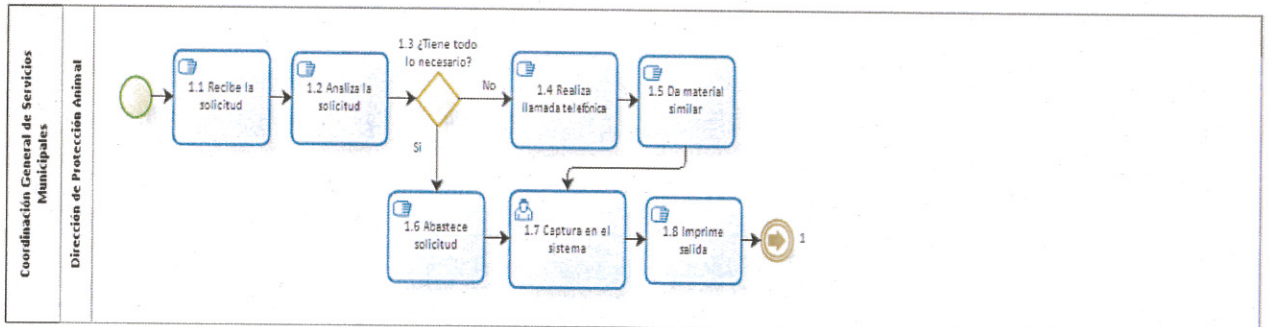 Coordinación General de Servicios
Municipales
Dirección de Protección Animal
1.1 Recibe la
solicitud
1.2 Analiza la
solicitud
1.3 ¿Tiene todo
lo necesario?
No
1.4 Realiza
llamada telefónica
1.5 Da material
similar
Si
1.6 Abastece
solicitud
1.7 Captura en el
sistema
1.8 Imprime
salida
1